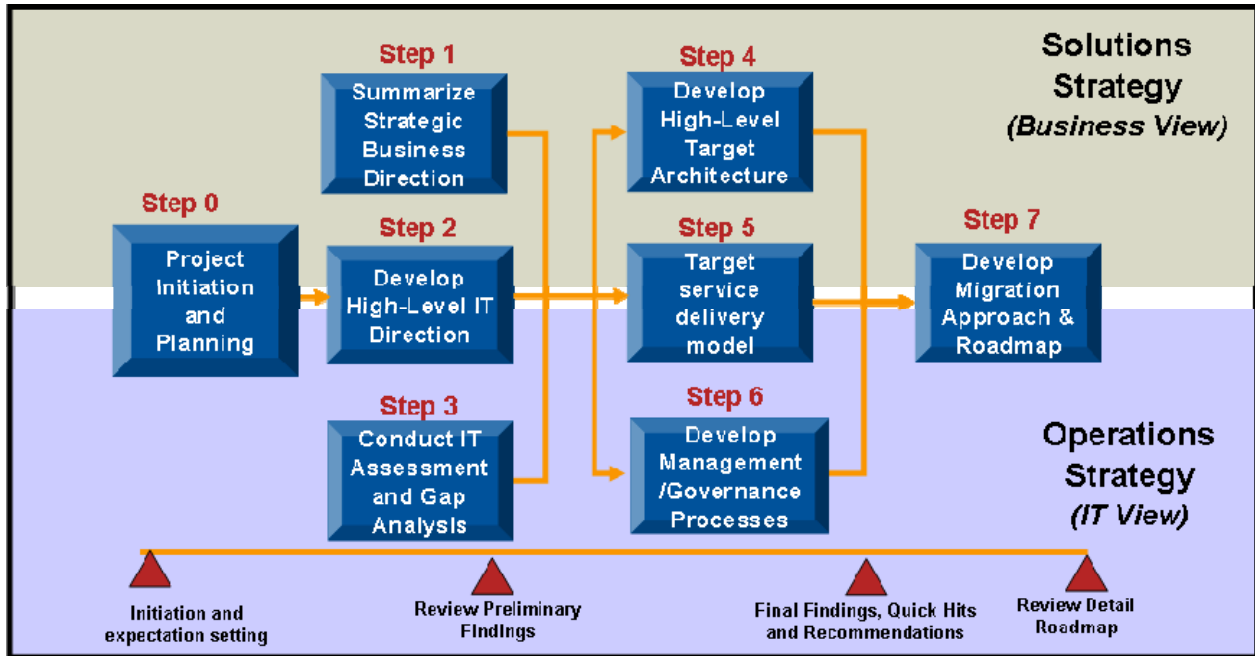 Solutions
Strategy
(Business View)
Step 1
Summarize
Strategic
Business
Direction
Step 4
Develop
High-Level
Target
Architecture
Step 0
Project
Initiation
and
Planning
Step 2
Develop
High-Level IT
Direction
Step 5
Target
service
delivery
model
Step 7
Develop
Migration
Approach &
Roadmap
Step 3
Conduct IT
Assessment
and Gap
Analysis
Step 6
Develop
Management
/Governance
Processes
Operations
Strategy
(IT View)
Initiation and
expectation setting
Review Preliminary
Findings
Final Findings, Quick Hits
and Recommendations
Review Detail
Roadmap